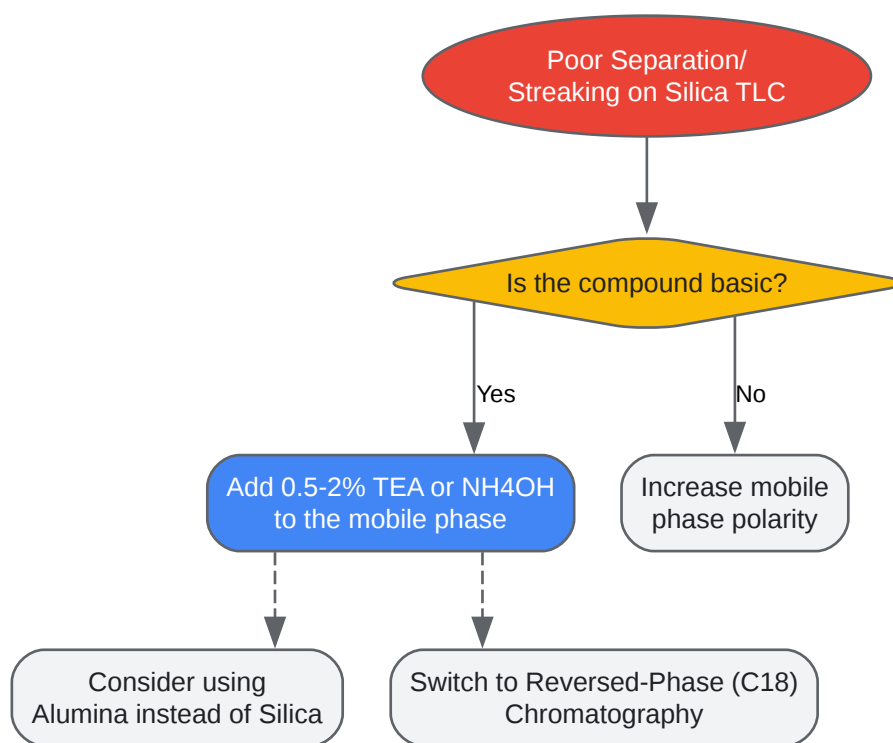 Poor Separation/
Streaking on Silica TLC
Is the compound basic?
Yes
No
Add 0.5-2% TEA or NH4OH
to the mobile phase
Increase mobile
phase polarity
Consider using
Alumina instead of Silica
Switch to Reversed-Phase (C18)
Chromatography